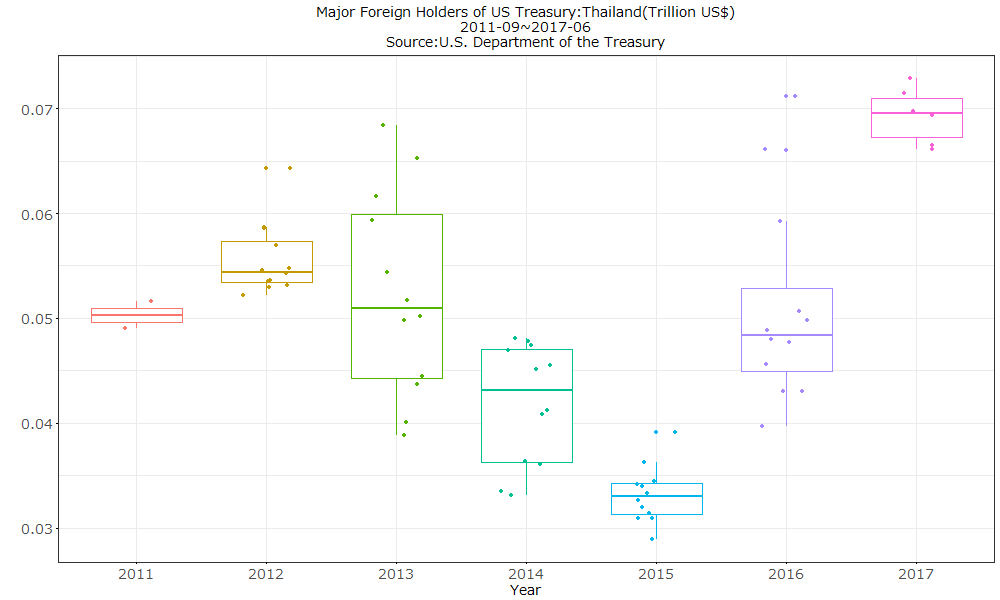 Major Foreign Holders of US Treasury:Thailand(Trillion US$)
2011-09~2017-06
Source:U.S. Department of the Treasury
0.07
0.06
0.05
0.04
0.03
2011 2012 2013 2014 2015 2016 2017
Year